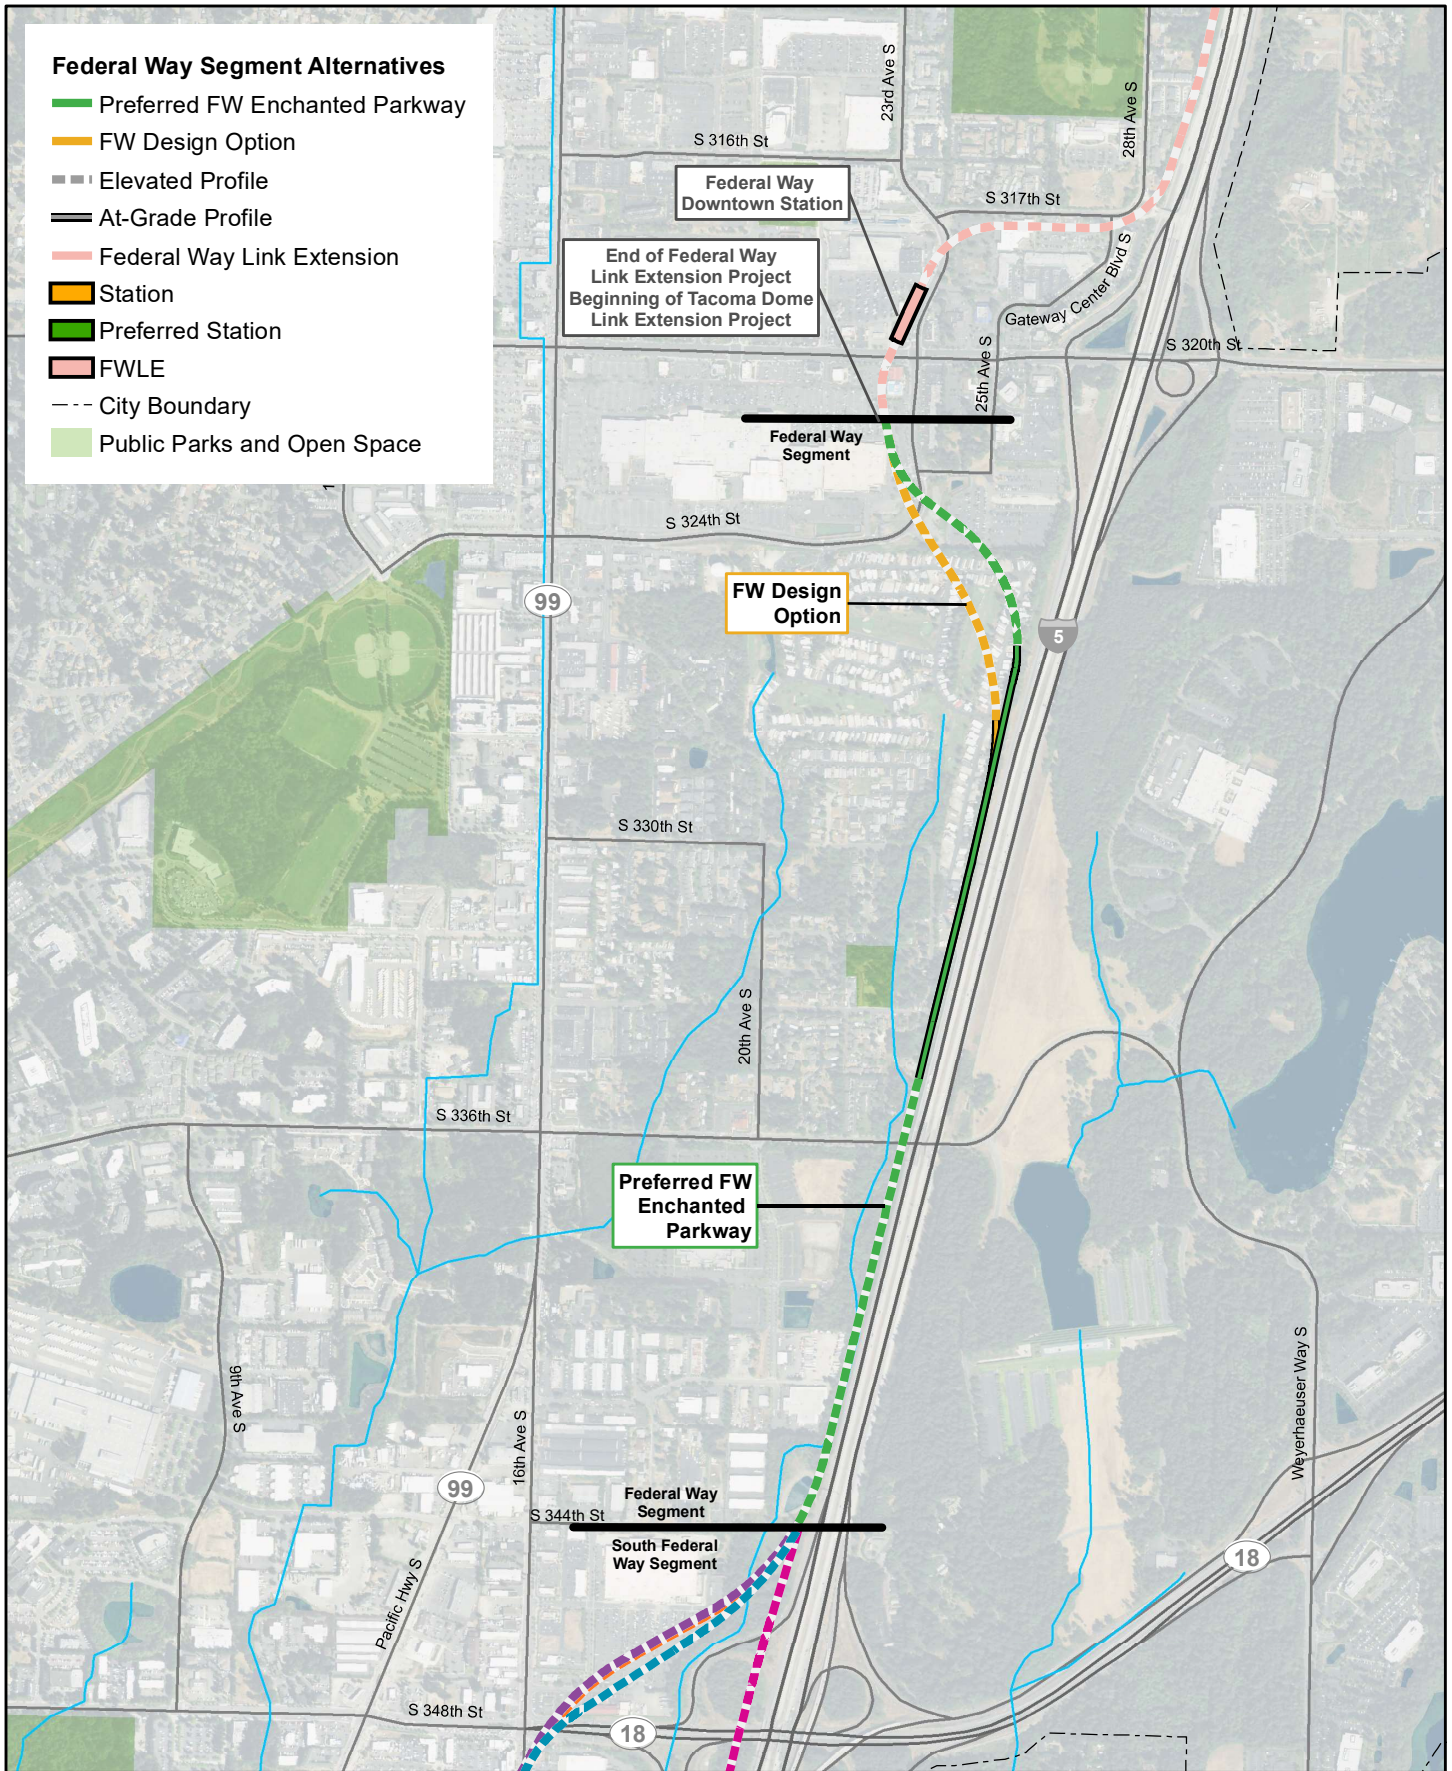 Federal Way Segment Alternatives
Preferred FW Enchanted Parkway
FW Design Option
Elevated Profile
At-Grade Profile
Federal Way Link Extension
Station
Preferred Station
FWLE
City Boundary
Public Parks and Open Space
23rd Ave S
28th Ave S
S 316th St
Federal Way
Downtown Station
S 317th St
End of Federal Way
Link Extension Project
Beginning of Tacoma Dome
Link Extension Project
Gateway Center Blvd S
S 320th St
25th Ave S
Federal Way
Segment
S 324th St
FW Design
Option
99
5
S 330th St
20th Ave S
S 336th St
Preferred FW
Enchanted
Parkway
9th Ave S
16th Ave S
Weyerhaeuser Way S
99
Federal Way
Segment
S 344th St
South Federal
Way Segment
18
Pacific Hwy S
S 348th St
18